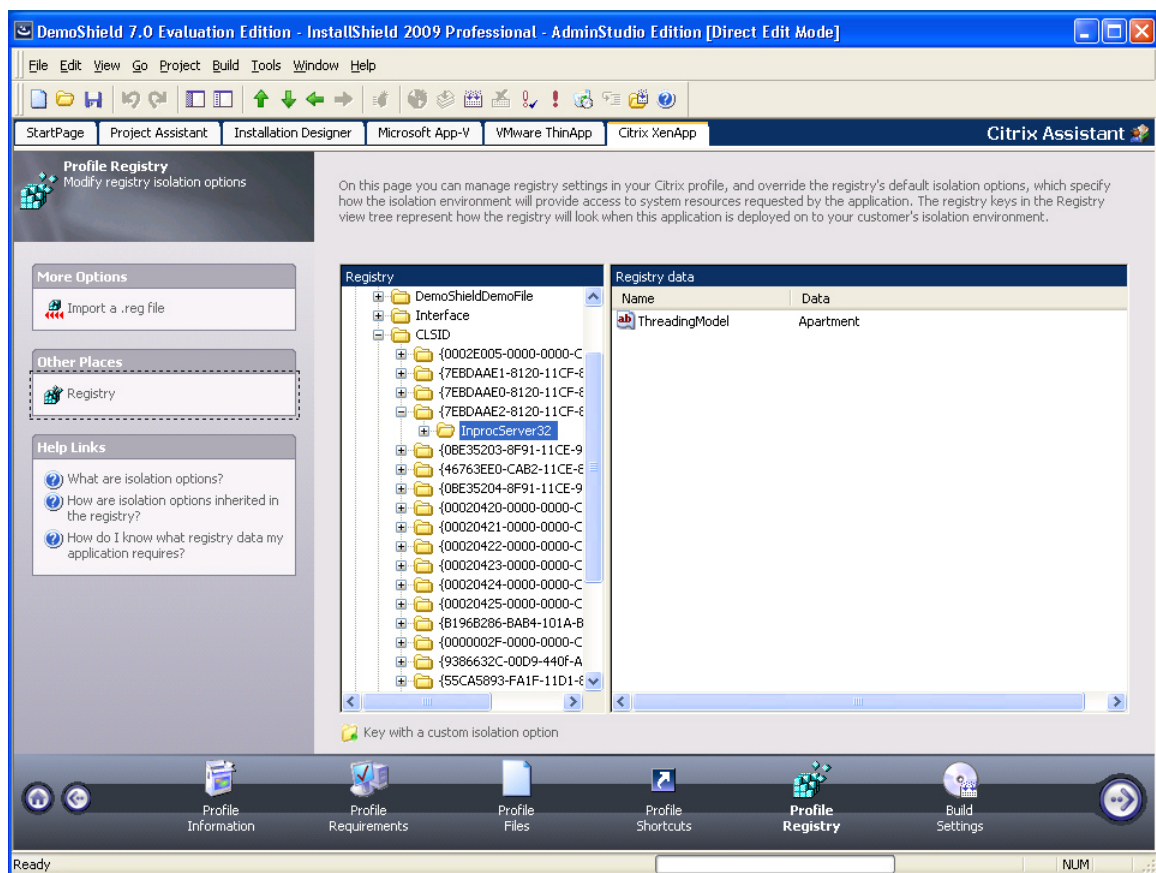 DemoShield 7.0 Evaluation Edition - InstallShield 2009 Professional - AdminStudio Edition [Direct Edit Mode]
File Edit View Go Project Build Tools Window Help
StartPage Project Assistant Installation Designer Microsoft App-V VMware ThinApp Citrix XenApp Citrix Assistant
Profile Registry
Modify registry isolation options
On this page you can manage registry settings in your Citrix profile, and override the registry's default isolation options, which specify
how the isolation environment will provide access to system resources requested by the application. The registry keys in the Registry
view tree represent how the registry will look when this application is deployed on to your customer's isolation environment.
More Options
Import a .reg file
Other Places
Registry
Help Links
What are isolation options?
How are isolation options inherited in
the registry?
How do I know what registry data my
application requires?
Registry
DemoShieldDemoFile
Interface
CLSID
{0002E005-0000-0000-C
{7EBDAAE1-8120-11CF-8
{7EBDAAE0-8120-11CF-8
{7EBDAAE2-8120-11CF-8
InprocServer32
{0BE35203-8F91-11CE-9
{46763EE0-CAB2-11CE-8
{0BE35204-8F91-11CE-9
{00020420-0000-0000-C
{00020421-0000-0000-C
{00020422-0000-0000-C
{00020423-0000-0000-C
{00020424-0000-0000-C
{00020425-0000-0000-C
{B196B286-BAB4-101A-B
{0000002F-0000-0000-C
{9386632C-00D9-440f-A
{55CA5893-FA1F-11D1-8
Registry data
Name Data
ab ThreadingModel Apartment
Key with a custom isolation option
Profile
Information
Profile
Requirements
Profile
Files
Profile
Shortcuts
Profile
Registry
Build
Settings
Ready NUM